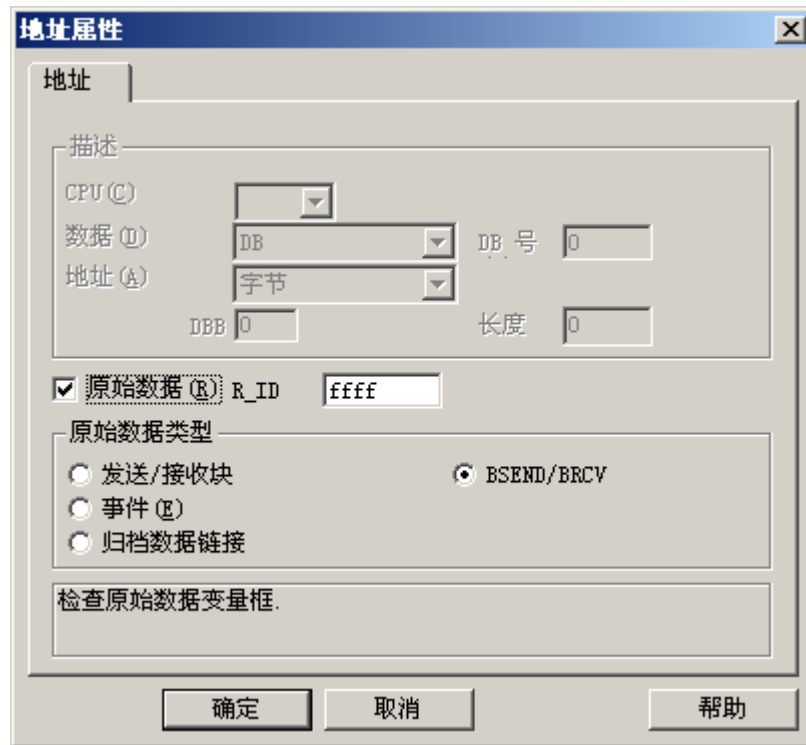 地址属性
地址
描述
CPU(C)
数据(D) DB DB 号 0
地址(A) 字节
DBB 0 长度 0
原始数据(R) R_ID ffff
原始数据类型
发送/接收块 BSEND/BRCV
事件(E)
归档数据链接
检查原始数据变量框.
确定 取消 帮助